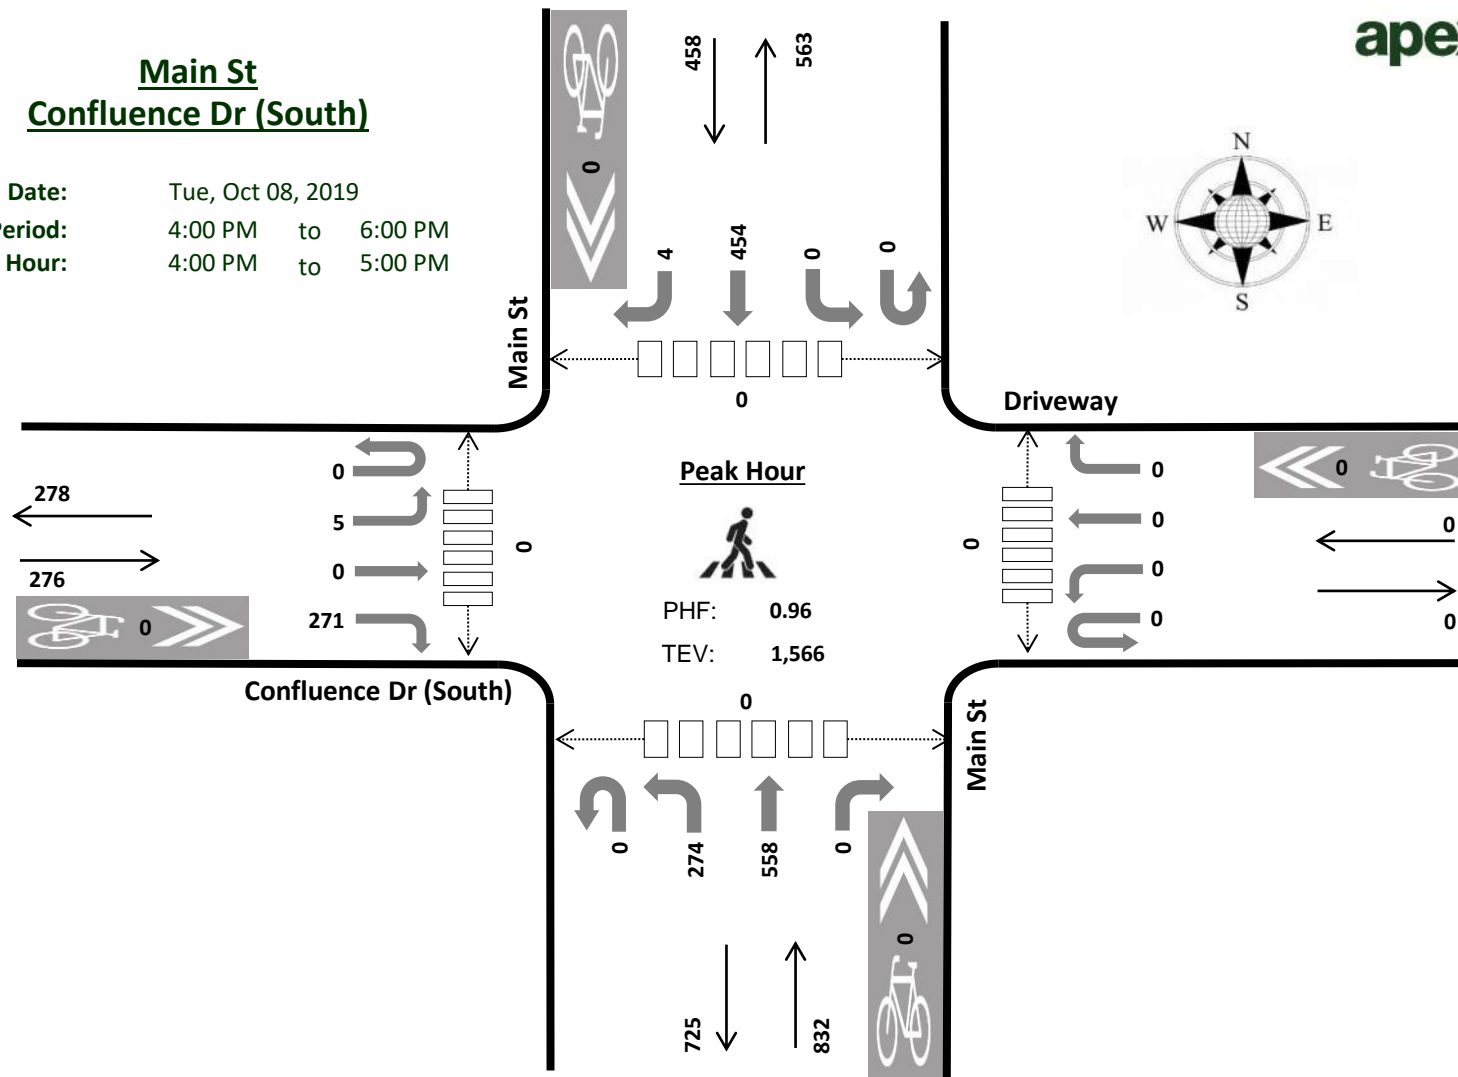 Main St
Confluence Dr (South)
ape
Date: Tue, Oct 08, 2019
Period: 4:00 PM to 6:00 PM
Hour: 4:00 PM to 5:00 PM
N
W E
S
458 563
0
4 454 0 0
Main St
0
Driveway
0
278
5
0
276
0
271
0
Peak Hour
PHF: 0.96
TEV: 1,566
0
0
0
0
0
0
0
0
Confluence Dr (South)
0
Main St
0 274 558 0
0
725 832